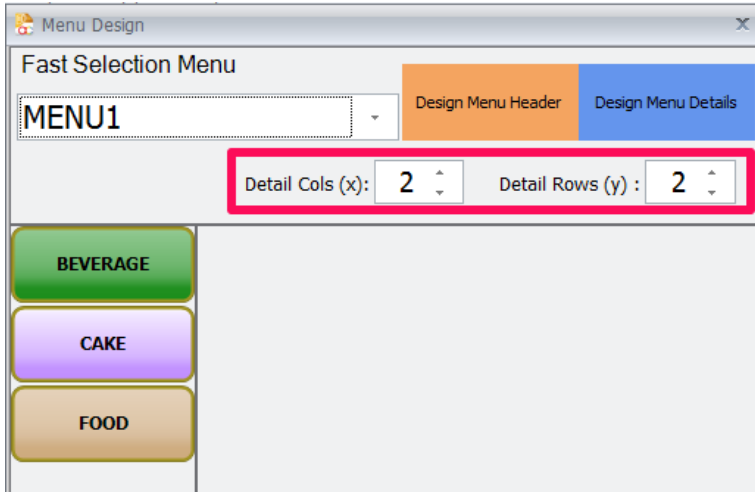 Menu Design
Fast Selection Menu
MENU1
Design Menu Header
Design Menu Details
Detail Cols (x): 2
Detail Rows (y) : 2
BEVERAGE
CAKE
FOOD